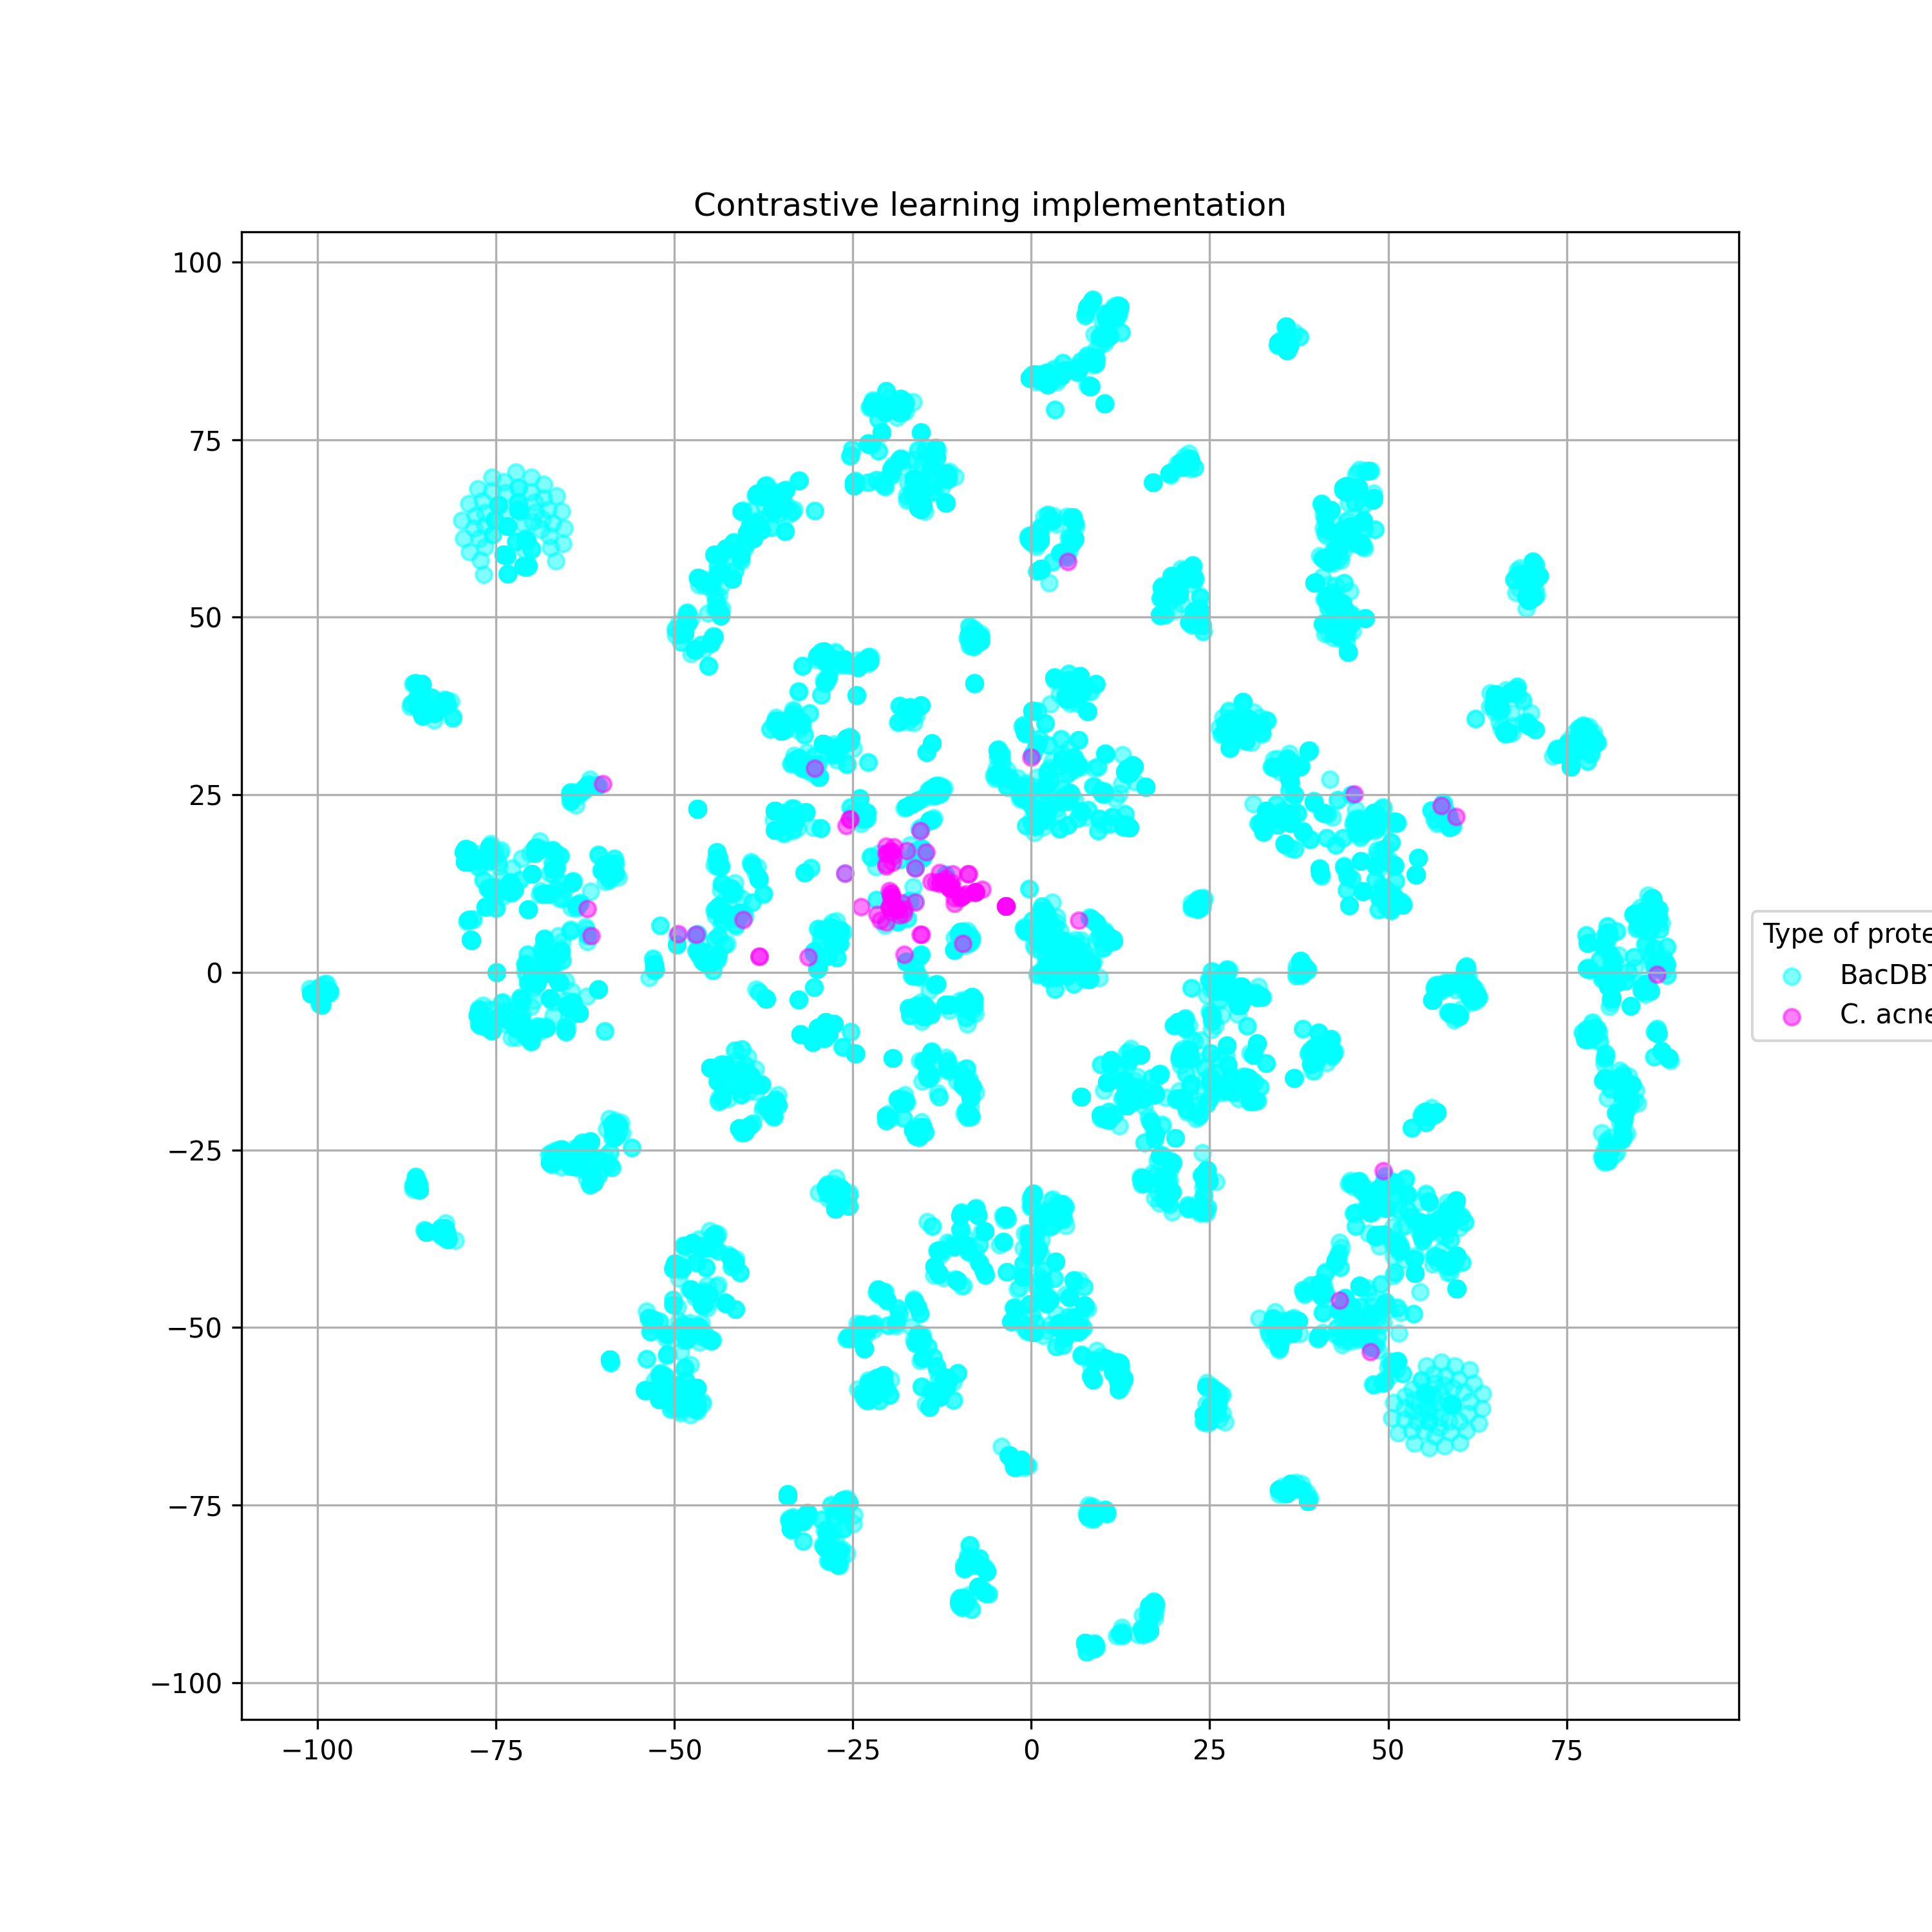 Contrastive learning implementation
100
75
50
25
0
−25
−50
−75
−100
−100 −75 −50 −25 0 25 50 75
Type of prote
BacDB
C. acne